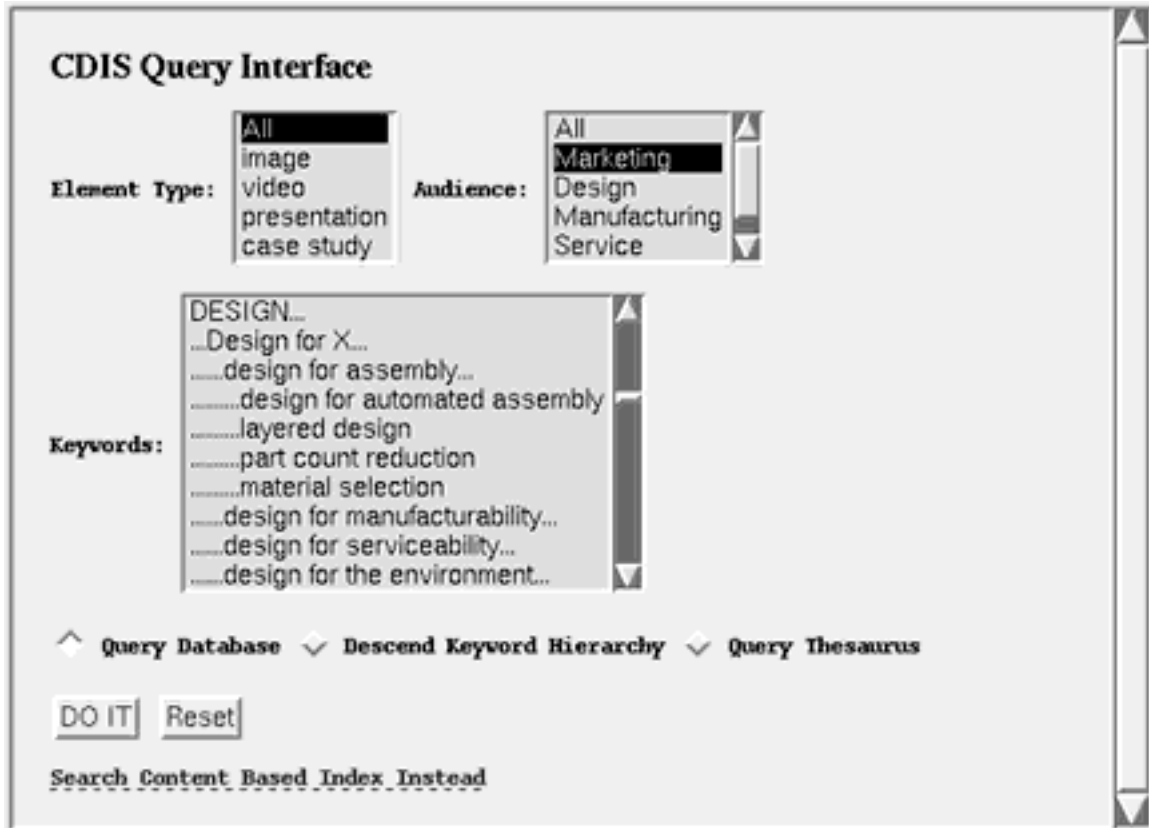 CDIS Query Interface
Element Type:
All
image
video
presentation
case study
Audience:
All
Marketing
Design
Manufacturing
Service
Keywords:
DESIGN...
...Design for X...
......design for assembly...
.........design for automated assembly
.........layered design
.........part count reduction
.........material selection
......design for manufacturability...
......design for serviceability...
......design for the environment...
Query Database Descend Keyword Hierarchy Query Thesaurus
DO IT Reset
Search Content Based Index Instead